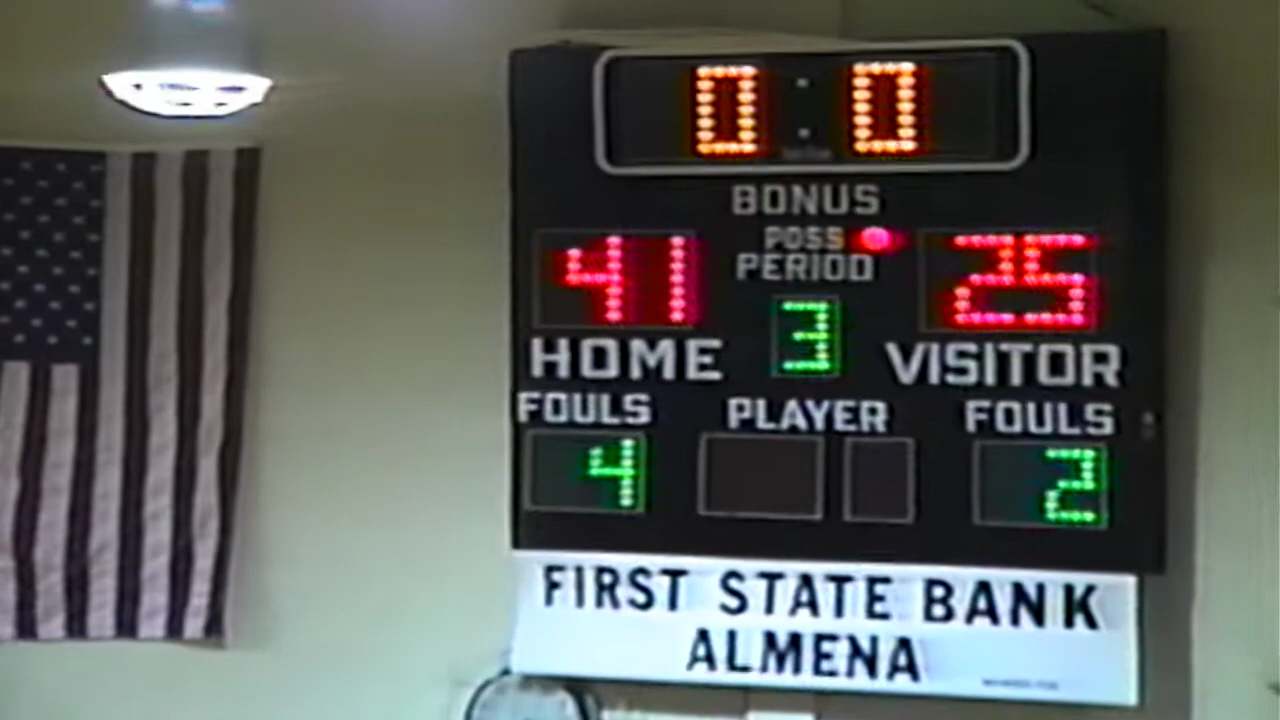 0:0
BONUS
POSS
41 PERIOD 25
3
HOME VISITOR
FOULS PLAYER FOULS
4 2
FIRST STATE BANK
ALMENA